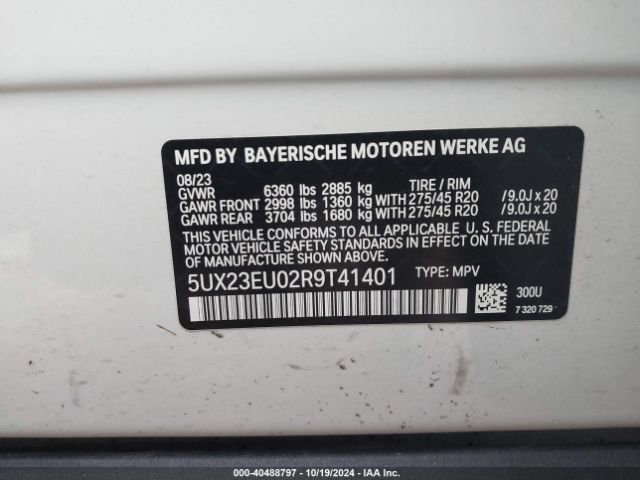 MFD BY BAYERISCHE MOTOREN WERKE AG
08/23 TIRE / RIM
GVWR 6360 lbs 2885 kg
GAWR FRONT 2998 lbs 1360 kg WITH 275/45 R20 / 9.0J x 20
GAWR REAR 3704 lbs 1680 kg WITH 275/45 R20 / 9.0J x 20
THIS VEHICLE CONFORMS TO ALL APPLICABLE U. S. FEDERAL
MOTOR VEHICLE SAFETY STANDARDS IN EFFECT
ON THE DATE OF MANUFACTURE SHOWN ABOVE.
5UX23EU02R9T41401 TYPE: MPV
300U
7 320 729
000-40488797 - 10/19/2024 - IAA Inc.